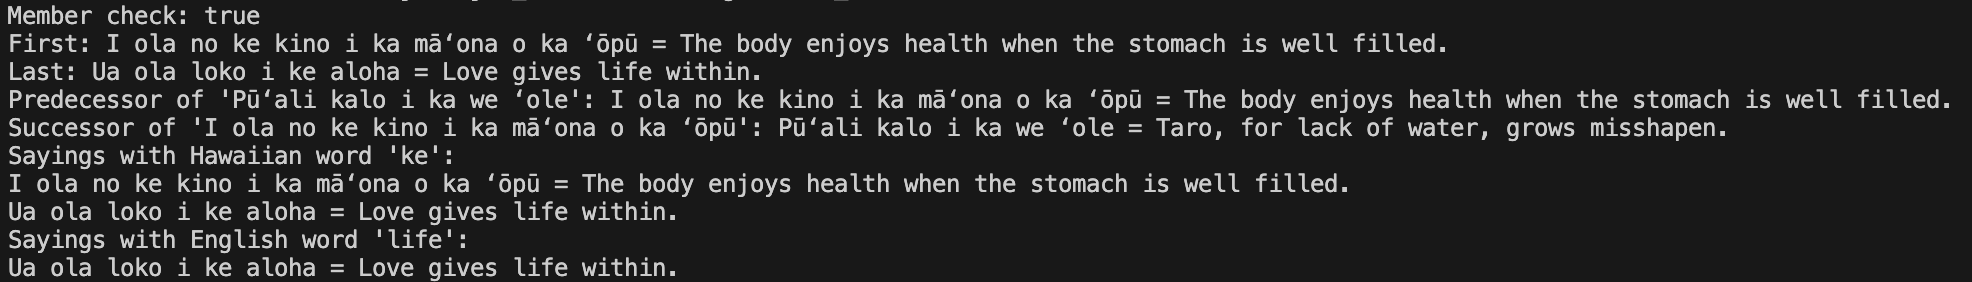 Member check: true
First: I ola no ke kino i ka māʻona o ka ʻōpū = The body enjoys health when the stomach is well filled.
Last: Ua ola loko i ke aloha = Love gives life within.
Predecessor of 'Pūʻali kalo i ka we ʻole': I ola no ke kino i ka māʻona o ka ʻōpū = The body enjoys health when the stomach is well filled.
Successor of 'I ola no ke kino i ka māʻona o ka ʻōpū': Pūʻali kalo i ka we ʻole = Taro, for lack of water, grows misshapen.
Sayings with Hawaiian word 'ke':
I ola no ke kino i ka māʻona o ka ʻōpū = The body enjoys health when the stomach is well filled.
Ua ola loko i ke aloha = Love gives life within.
Sayings with English word 'life':
Ua ola loko i ke aloha = Love gives life within.